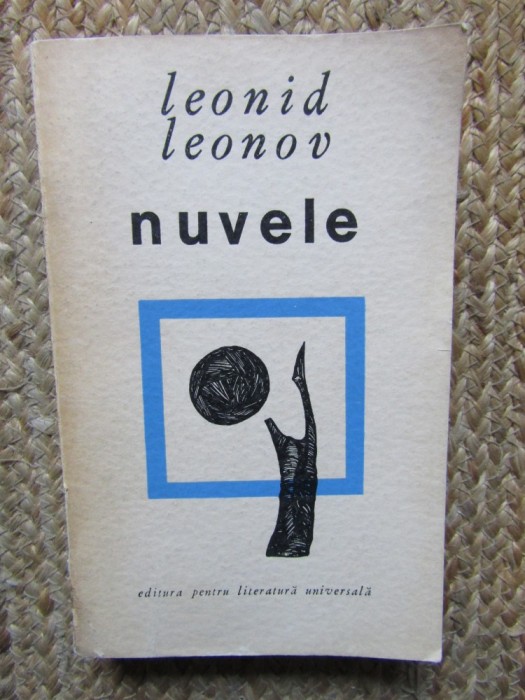 leonid
leonov
nuvele
editura pentru literatură universală